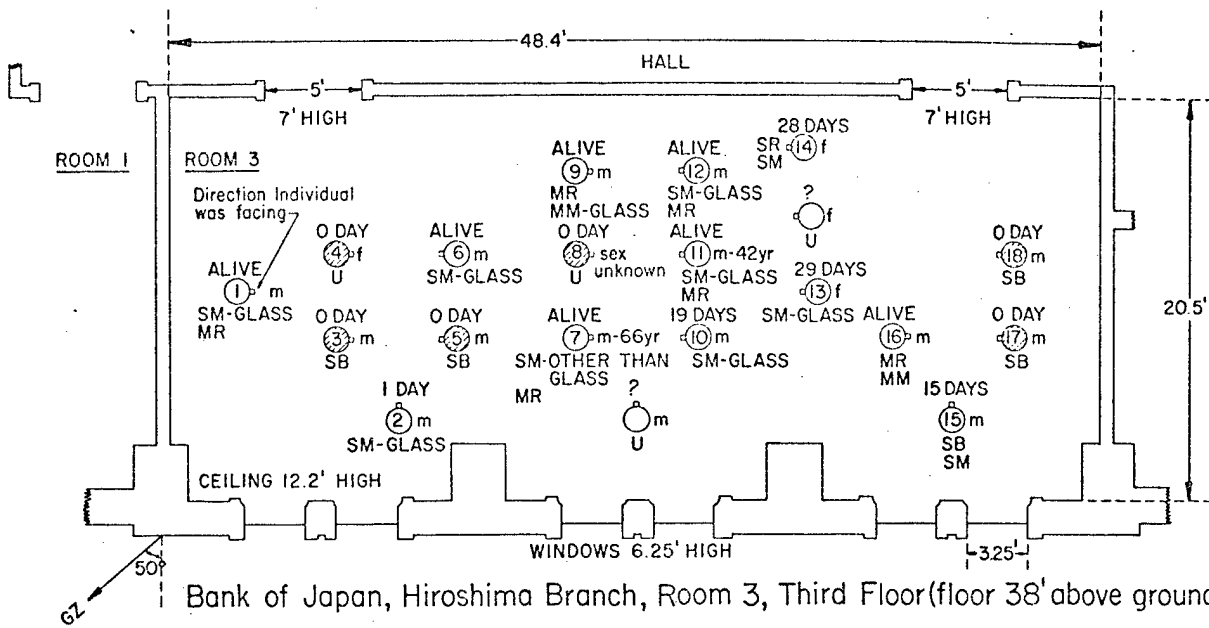 48.4'
HALL
5'
7' HIGH
5'
7' HIGH
20.5'
ROOM 1
ROOM 3
Direction Individual
was facing
ALIVE
1 m
SM-GLASS
MR
0 DAY
4 f
U
0 DAY
3 m
SB
1 DAY
2 m
SM-GLASS
ALIVE
6 m
SM-GLASS
0 DAY
5 m
SB
ALIVE
9 m
MR
MM-GLASS
0 DAY
8 sex
unknown
U
ALIVE
7 m-66yr
SM-OTHER THAN
GLASS
MR
?
m
U
ALIVE
12 m
SM-GLASS
MR
ALIVE
11 m-42yr
SM-GLASS
MR
19 DAYS
10 m
SM-GLASS
28 DAYS
SR 14 f
SM
?
f
U
29 DAYS
13 f
SM-GLASS
ALIVE
16 m
MR
MM
15 DAYS
15 m
SB
SM
0 DAY
18 m
SB
0 DAY
17 m
SB
CEILING 12.2' HIGH
WINDOWS 6.25' HIGH
3.25'
50°
GZ
Bank of Japan, Hiroshima Branch, Room 3, Third Floor(floor 38' above ground